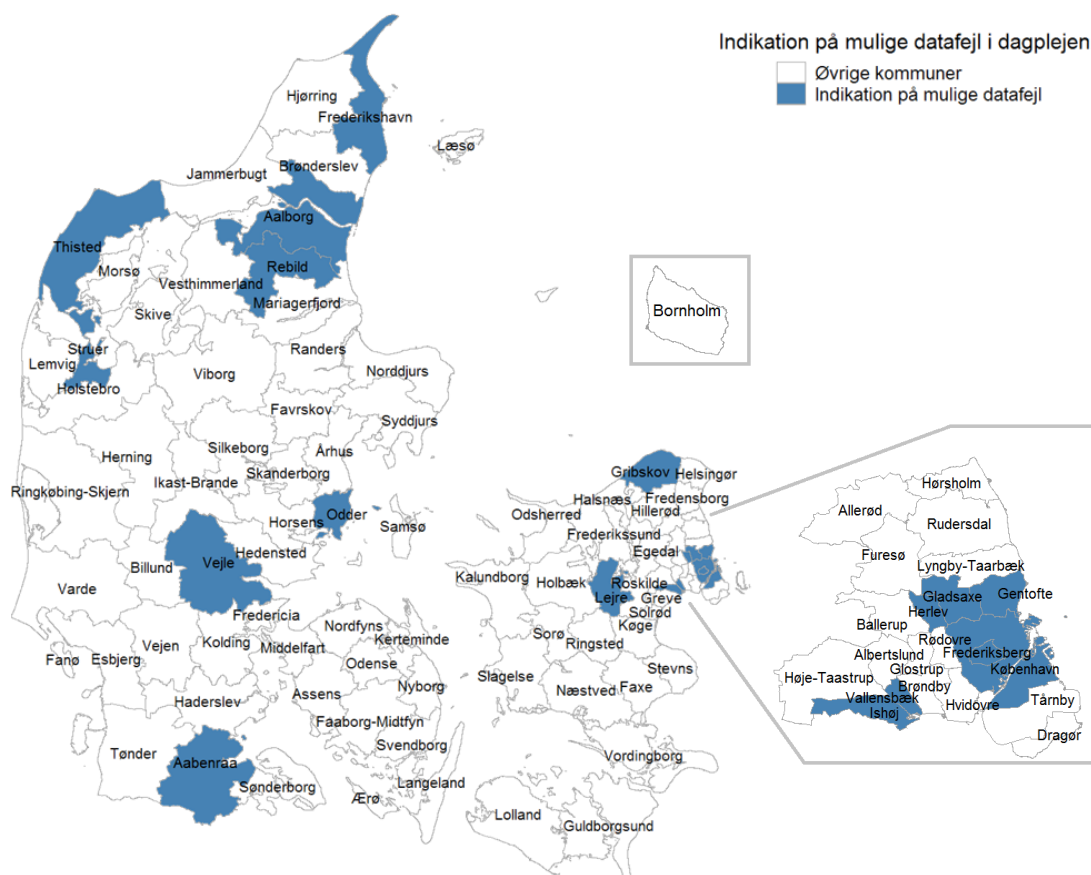 Indikation på mulige datafejl i dagplejen
Øvrige kommuner
Indikation på mulige datafejl
Hjørring
Frederikshavn
Læsø
Brønderslev
Jammerbugt
Aalborg
Thisted
Rebild
Morsø
Vesthimmerland
Mariagerfjord
Skive
Bornholm
Struer
Lemvig
Holstebro
Randers
Viborg
Norddjurs
Favrskov
Syddjurs
Silkeborg
Århus
Herning
Skanderborg
Ikast-Brande
Ringkøbing-Skjern
Odder
Horsens
Samsø
Hedensted
Vejle
Billund
Varde
Fredericia
Kolding
Vejen
Middelfart
Fanø
Esbjerg
Nordfyns
Kerteminde
Odense
Nyborg
Assens
Haderslev
Faaborg-Midtfyn
Svendborg
Tønder
Aabenraa
Sønderborg
Langeland
Ærø
Gribskov
Helsingør
Halsnæs
Fredensborg
Hillerød
Odsherred
Frederikssund
Egedal
Kalundborg
Holbæk
Roskilde
Lejre
Greve
Solrød
Køge
Sorø
Ringsted
Stevns
Slagelse
Næstved
Faxe
Vordingborg
Lolland
Guldborgsund
Hørsholm
Allerød
Rudersdal
Furesø
Lyngby-Taarbæk
Gladsaxe
Gentofte
Herlev
Ballerup
Rødovre
Albertslund
Frederiksberg
Glostrup
København
Høje-Taastrup
Brøndby
Vallensbæk
Ishøj
Hvidovre
Tårnby
Dragør